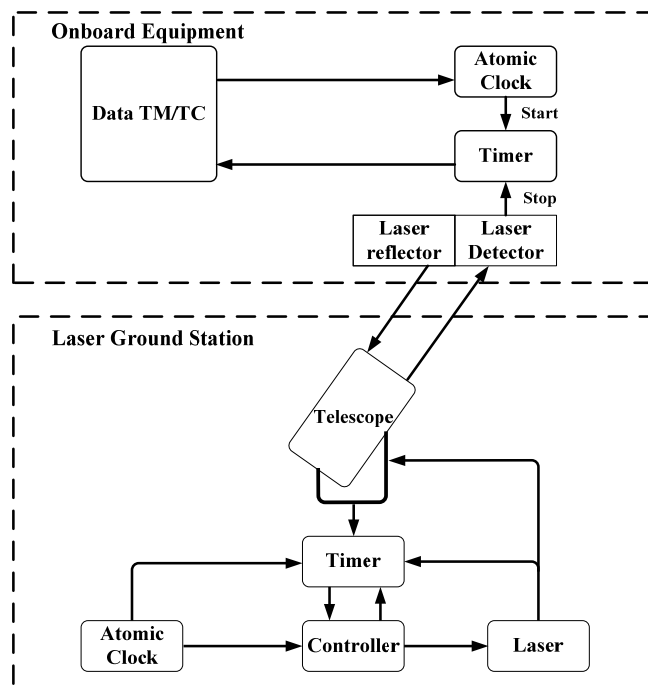 Onboard Equipment
Data TM/TC
Atomic
Clock
Start
Timer
Stop
Laser
reflector
Laser
Detector
Laser Ground Station
Telescope
Timer
Atomic
Clock
Controller
Laser